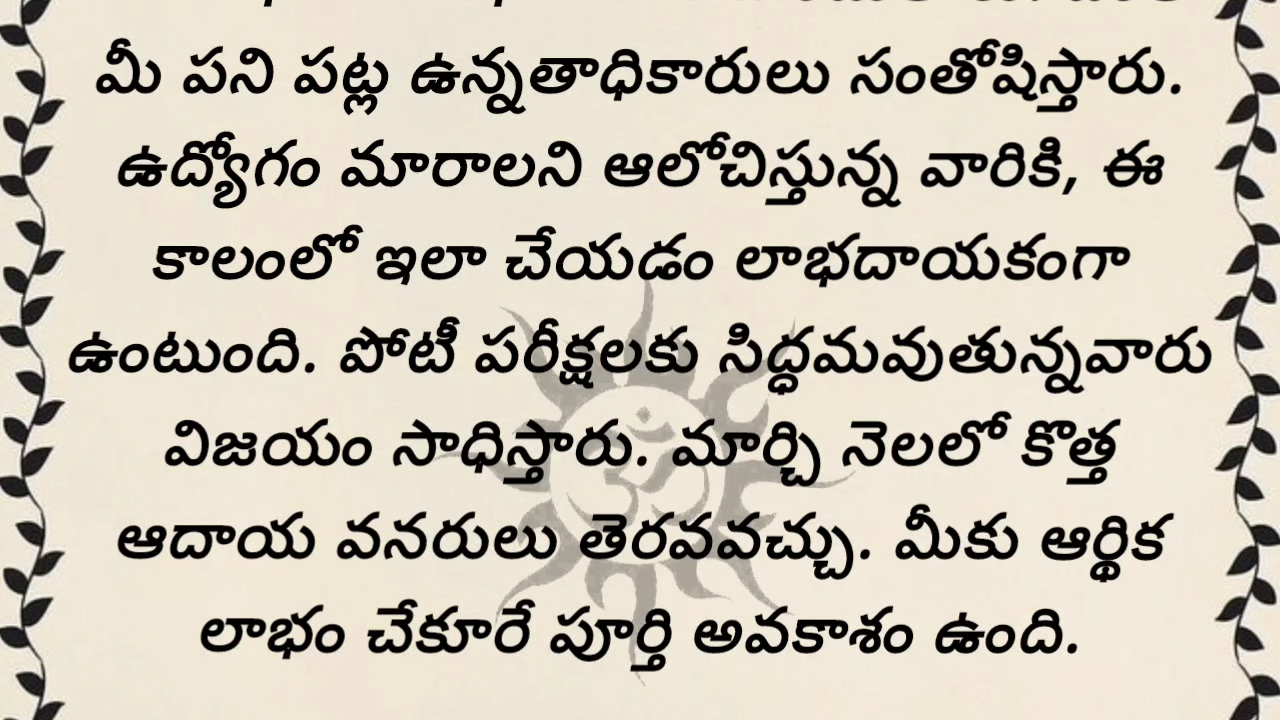 మీ పని పట్ల ఉన్నతాధికారులు సంతోషిస్తారు.
ఉద్యోగం మారాలని ఆలోచిస్తున్న వారికి, ఈ
కాలంలో ఇలా చేయడం లాభదాయకంగా
ఉంటుంది. పోటీ పరీక్షలకు సిద్ధమవుతున్నవారు
విజయం సాధిస్తారు. మార్చి నెలలో కొత్త
ఆదాయ వనరులు తెరవవచ్చు. మీకు ఆర్థిక
లాభం చేకూరే పూర్తి అవకాశం ఉంది.
ॐ